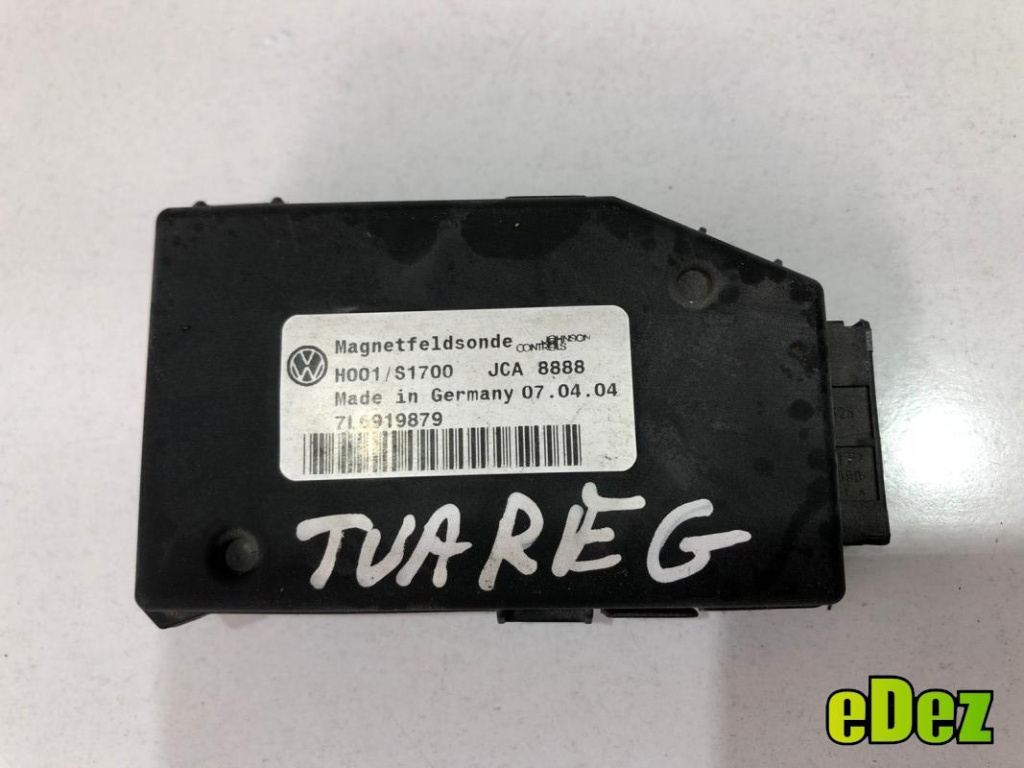 Magnetfeldsonde JOHNSON CONTROLS
H001/S1700 JCA 8888
Made in Germany 07.04.04
7L6919879
TUAREG
eDez